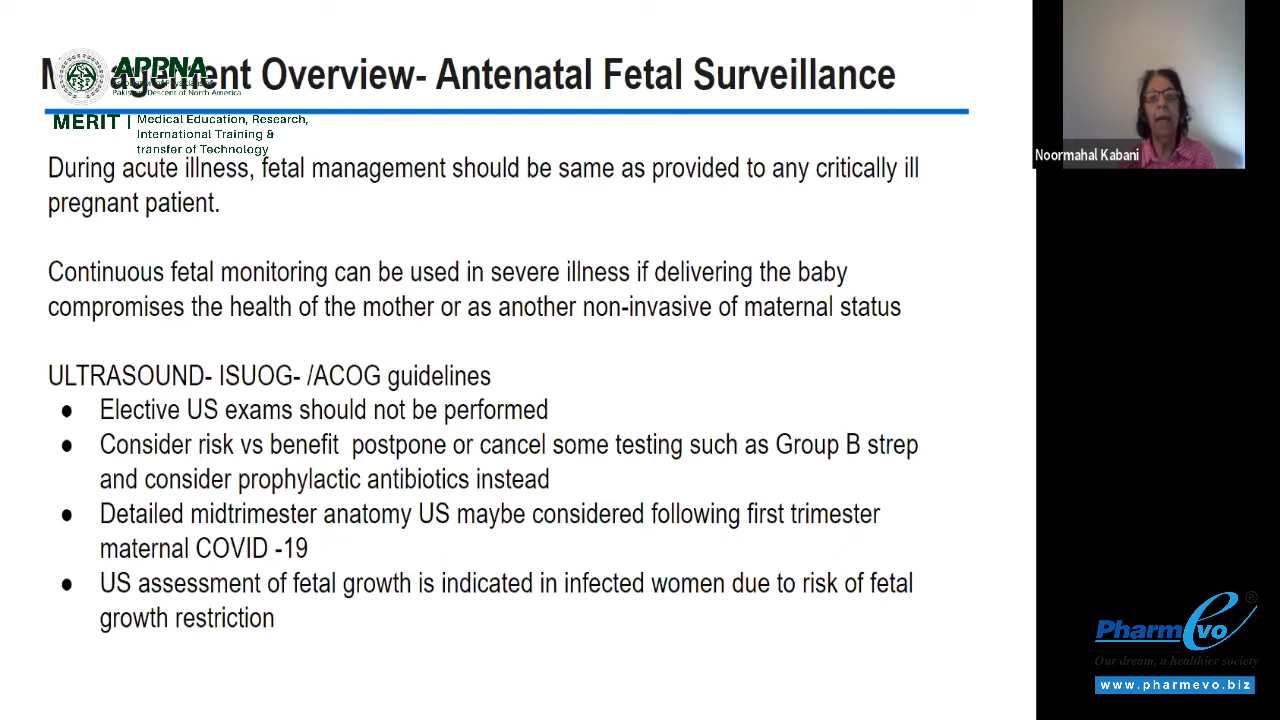 Management Overview- Antenatal Fetal Surveillance
APPNA
Pakistani Descent of North America
MERIT | Medical Education, Research,
International Training &
transfer of Technology
During acute illness, fetal management should be same as provided to any critically ill
pregnant patient.
Continuous fetal monitoring can be used in severe illness if delivering the baby
compromises the health of the mother or as another non-invasive of maternal status
ULTRASOUND- ISUOG- /ACOG guidelines
● Elective US exams should not be performed
● Consider risk vs benefit postpone or cancel some testing such as Group B strep
and consider prophylactic antibiotics instead
● Detailed midtrimester anatomy US maybe considered following first trimester
maternal COVID -19
● US assessment of fetal growth is indicated in infected women due to risk of fetal
growth restriction
Noormahal Kabani
Pharmevo®
Our dream, a healthier society
www.pharmevo.biz